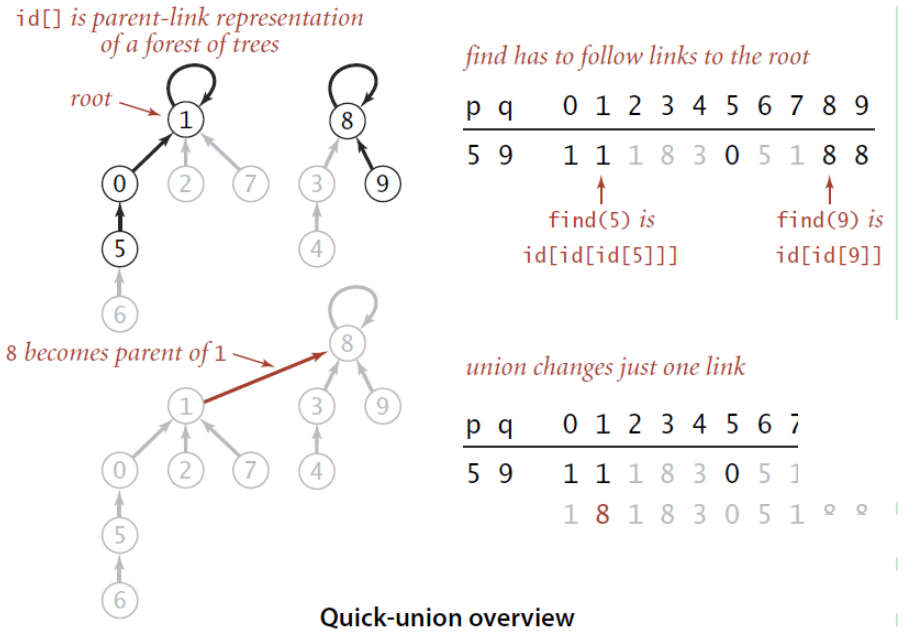 id[] is parent-link representation
of a forest of trees
root
1
0
2
7
5
6
8
3
9
4
find has to follow links to the root
p q 0 1 2 3 4 5 6 7 8 9
5 9 1 1 1 8 3 0 5 1 8 8
find(5) is
id[id[id[5]]]
find(9) is
id[id[9]]
8 becomes parent of 1
8
1
3
9
0
2
7
4
5
6
union changes just one link
p q 0 1 2 3 4 5 6
5 9 1 1 1 8 3 0 5
1 8 1 8 3 0 5 1
Quick-union overview